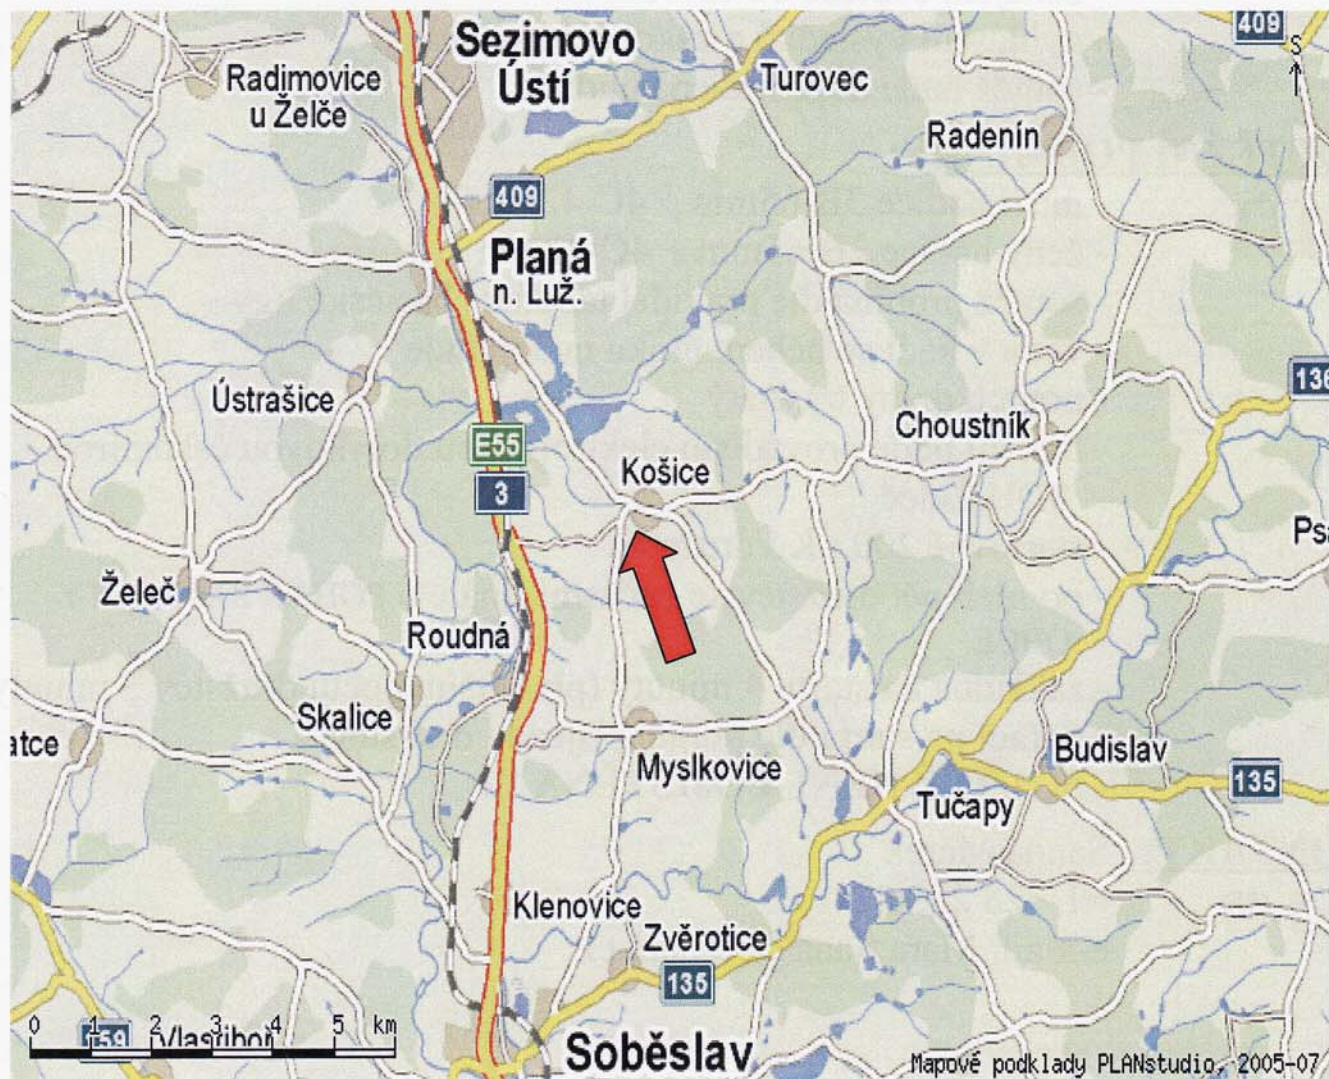 409
S
Sezimovo
Ústí
Radimovice
u Želče
Turovec
Radenín
409
Planá
n. Luž.
136
Ústrašice
Choustník
E55
Košice
3
Želeč
Roudná
Skalice
atce
Myslkovice
Budislav
135
Tučapy
Klenovice
Zvěrotice
135
0 1 2 3 4 5 km
Vlastiboř
Soběslav
Mapové podklady PLANstudio, 2005-07